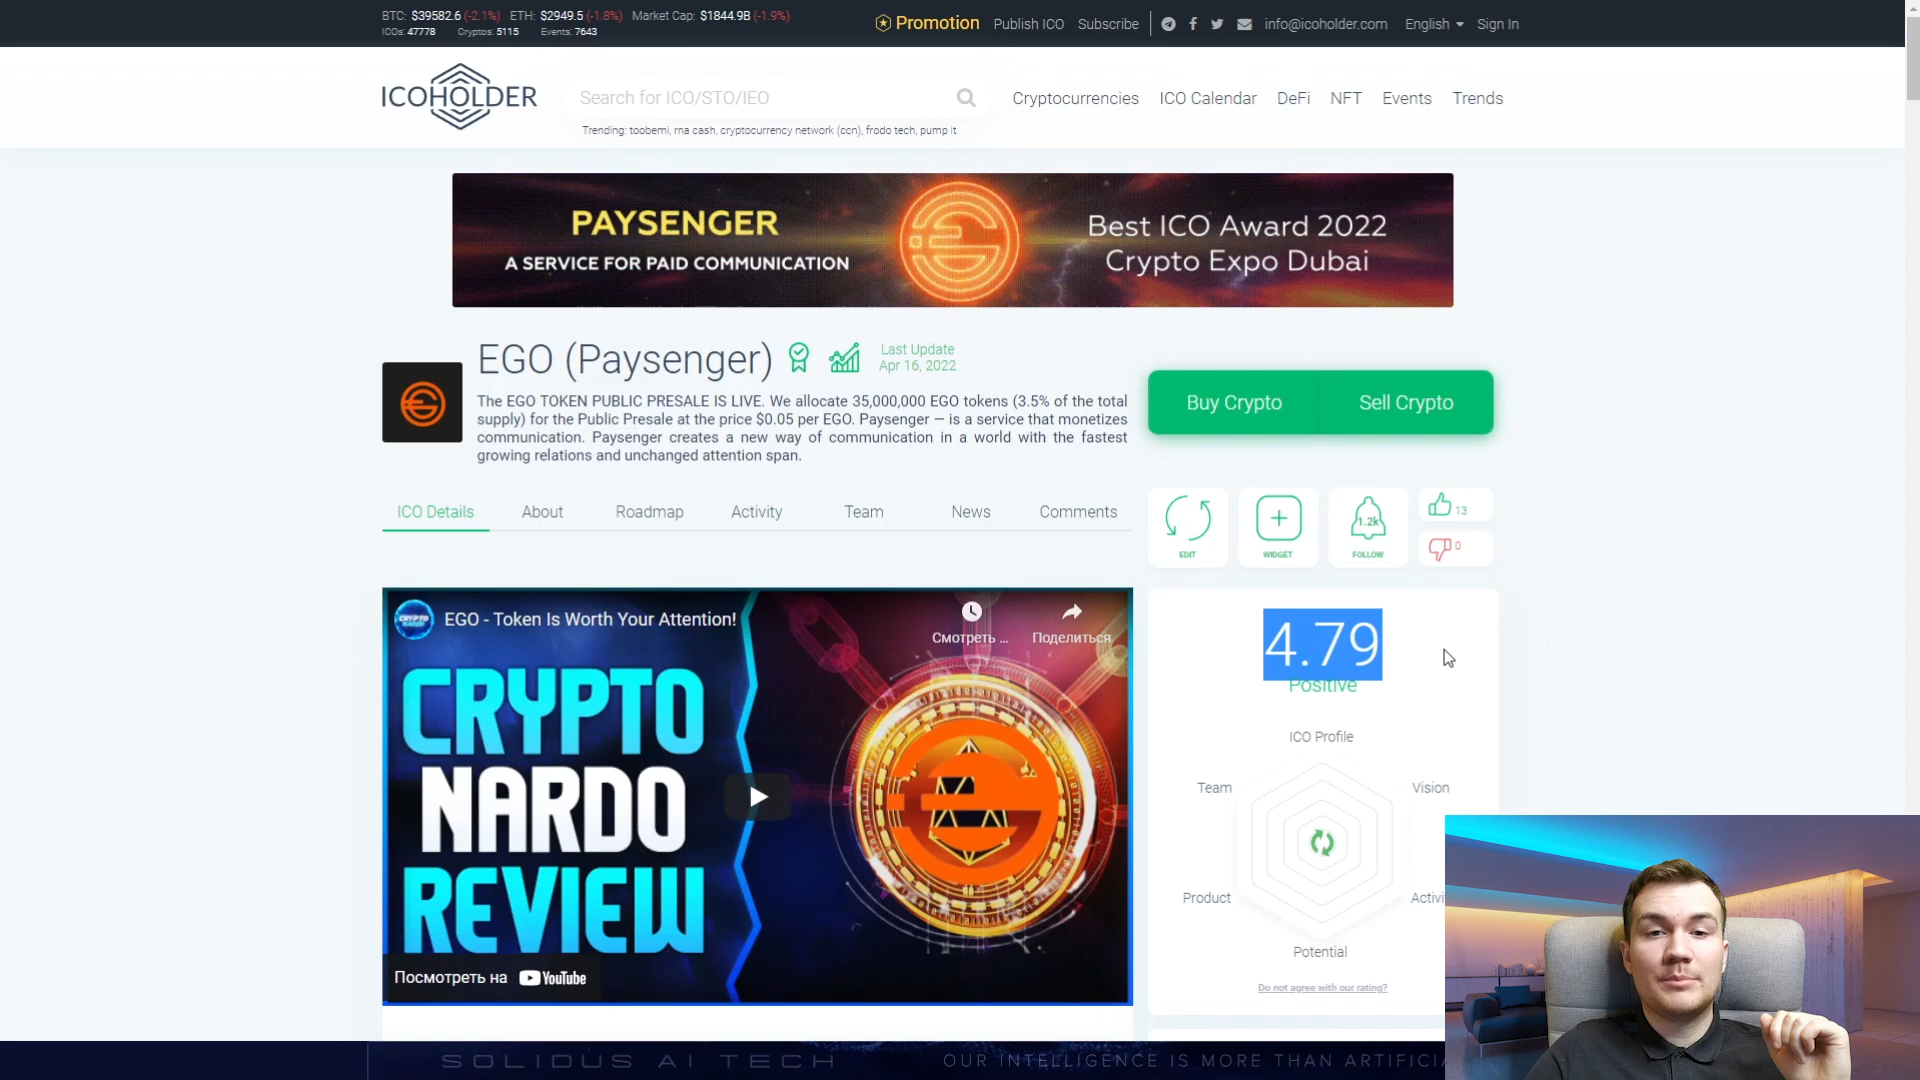 BTC: $39582.6 (-2.1%) ETH: $2949.5 (-1.8%) Market Cap: $1844.9B (-1.9%)
ICOs: 47778 Cryptos: 5115 Events: 7643
Promotion Publish ICO Subscribe info@icoholder.com English Sign In
ICOHOLDER
Search for ICO/STO/IEO
Cryptocurrencies ICO Calendar DeFi NFT Events Trends
Trending: toobemi, rna cash, cryptocurrency network (ccn), frodo tech, pump it
PAYSENGER
A SERVICE FOR PAID COMMUNICATION
Best ICO Award 2022
Crypto Expo Dubai
EGO (Paysenger)
Last Update
Apr 16, 2022
The EGO TOKEN PUBLIC PRESALE IS LIVE. We allocate 35,000,000 EGO tokens (3.5% of the total
supply) for the Public Presale at the price $0.05 per EGO. Paysenger — is a service that monetizes
communication. Paysenger creates a new way of communication in a world with the fastest
growing relations and unchanged attention span.
Buy Crypto Sell Crypto
ICO Details About Roadmap Activity Team News Comments
EDIT
WIDGET
1.2k
FOLLOW
13
0
CRYPTO
NARDO
EGO - Token Is Worth Your Attention!
Смотреть ...
Поделиться
CRYPTO
NARDO
REVIEW
Посмотреть на YouTube
4.79
Positive
ICO Profile
Team
Vision
Product
Activi
Potential
Do not agree with our rating?
SOLIDUS AI TECH
OUR INTELLIGENCE IS MORE THAN ARTIFICIA